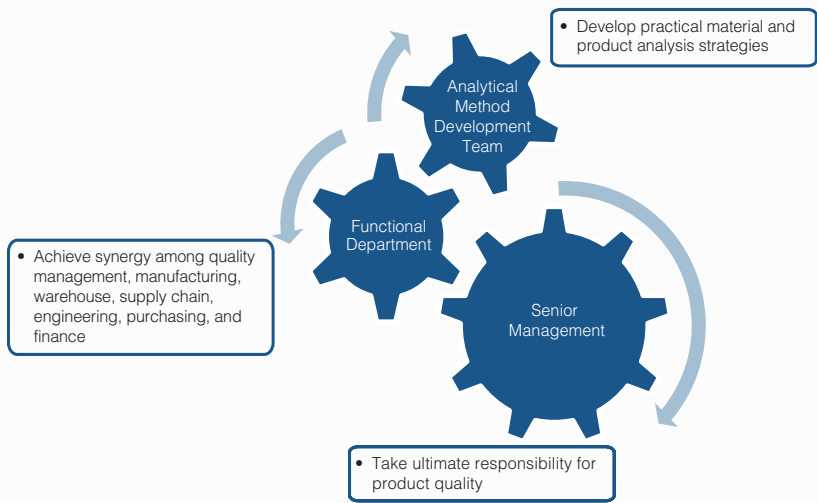 • Develop practical material and
product analysis strategies
Analytical
Method
Development
Team
Functional
Department
• Achieve synergy among quality
management, manufacturing,
warehouse, supply chain,
engineering, purchasing, and
finance
Senior
Management
• Take ultimate responsibility for
product quality